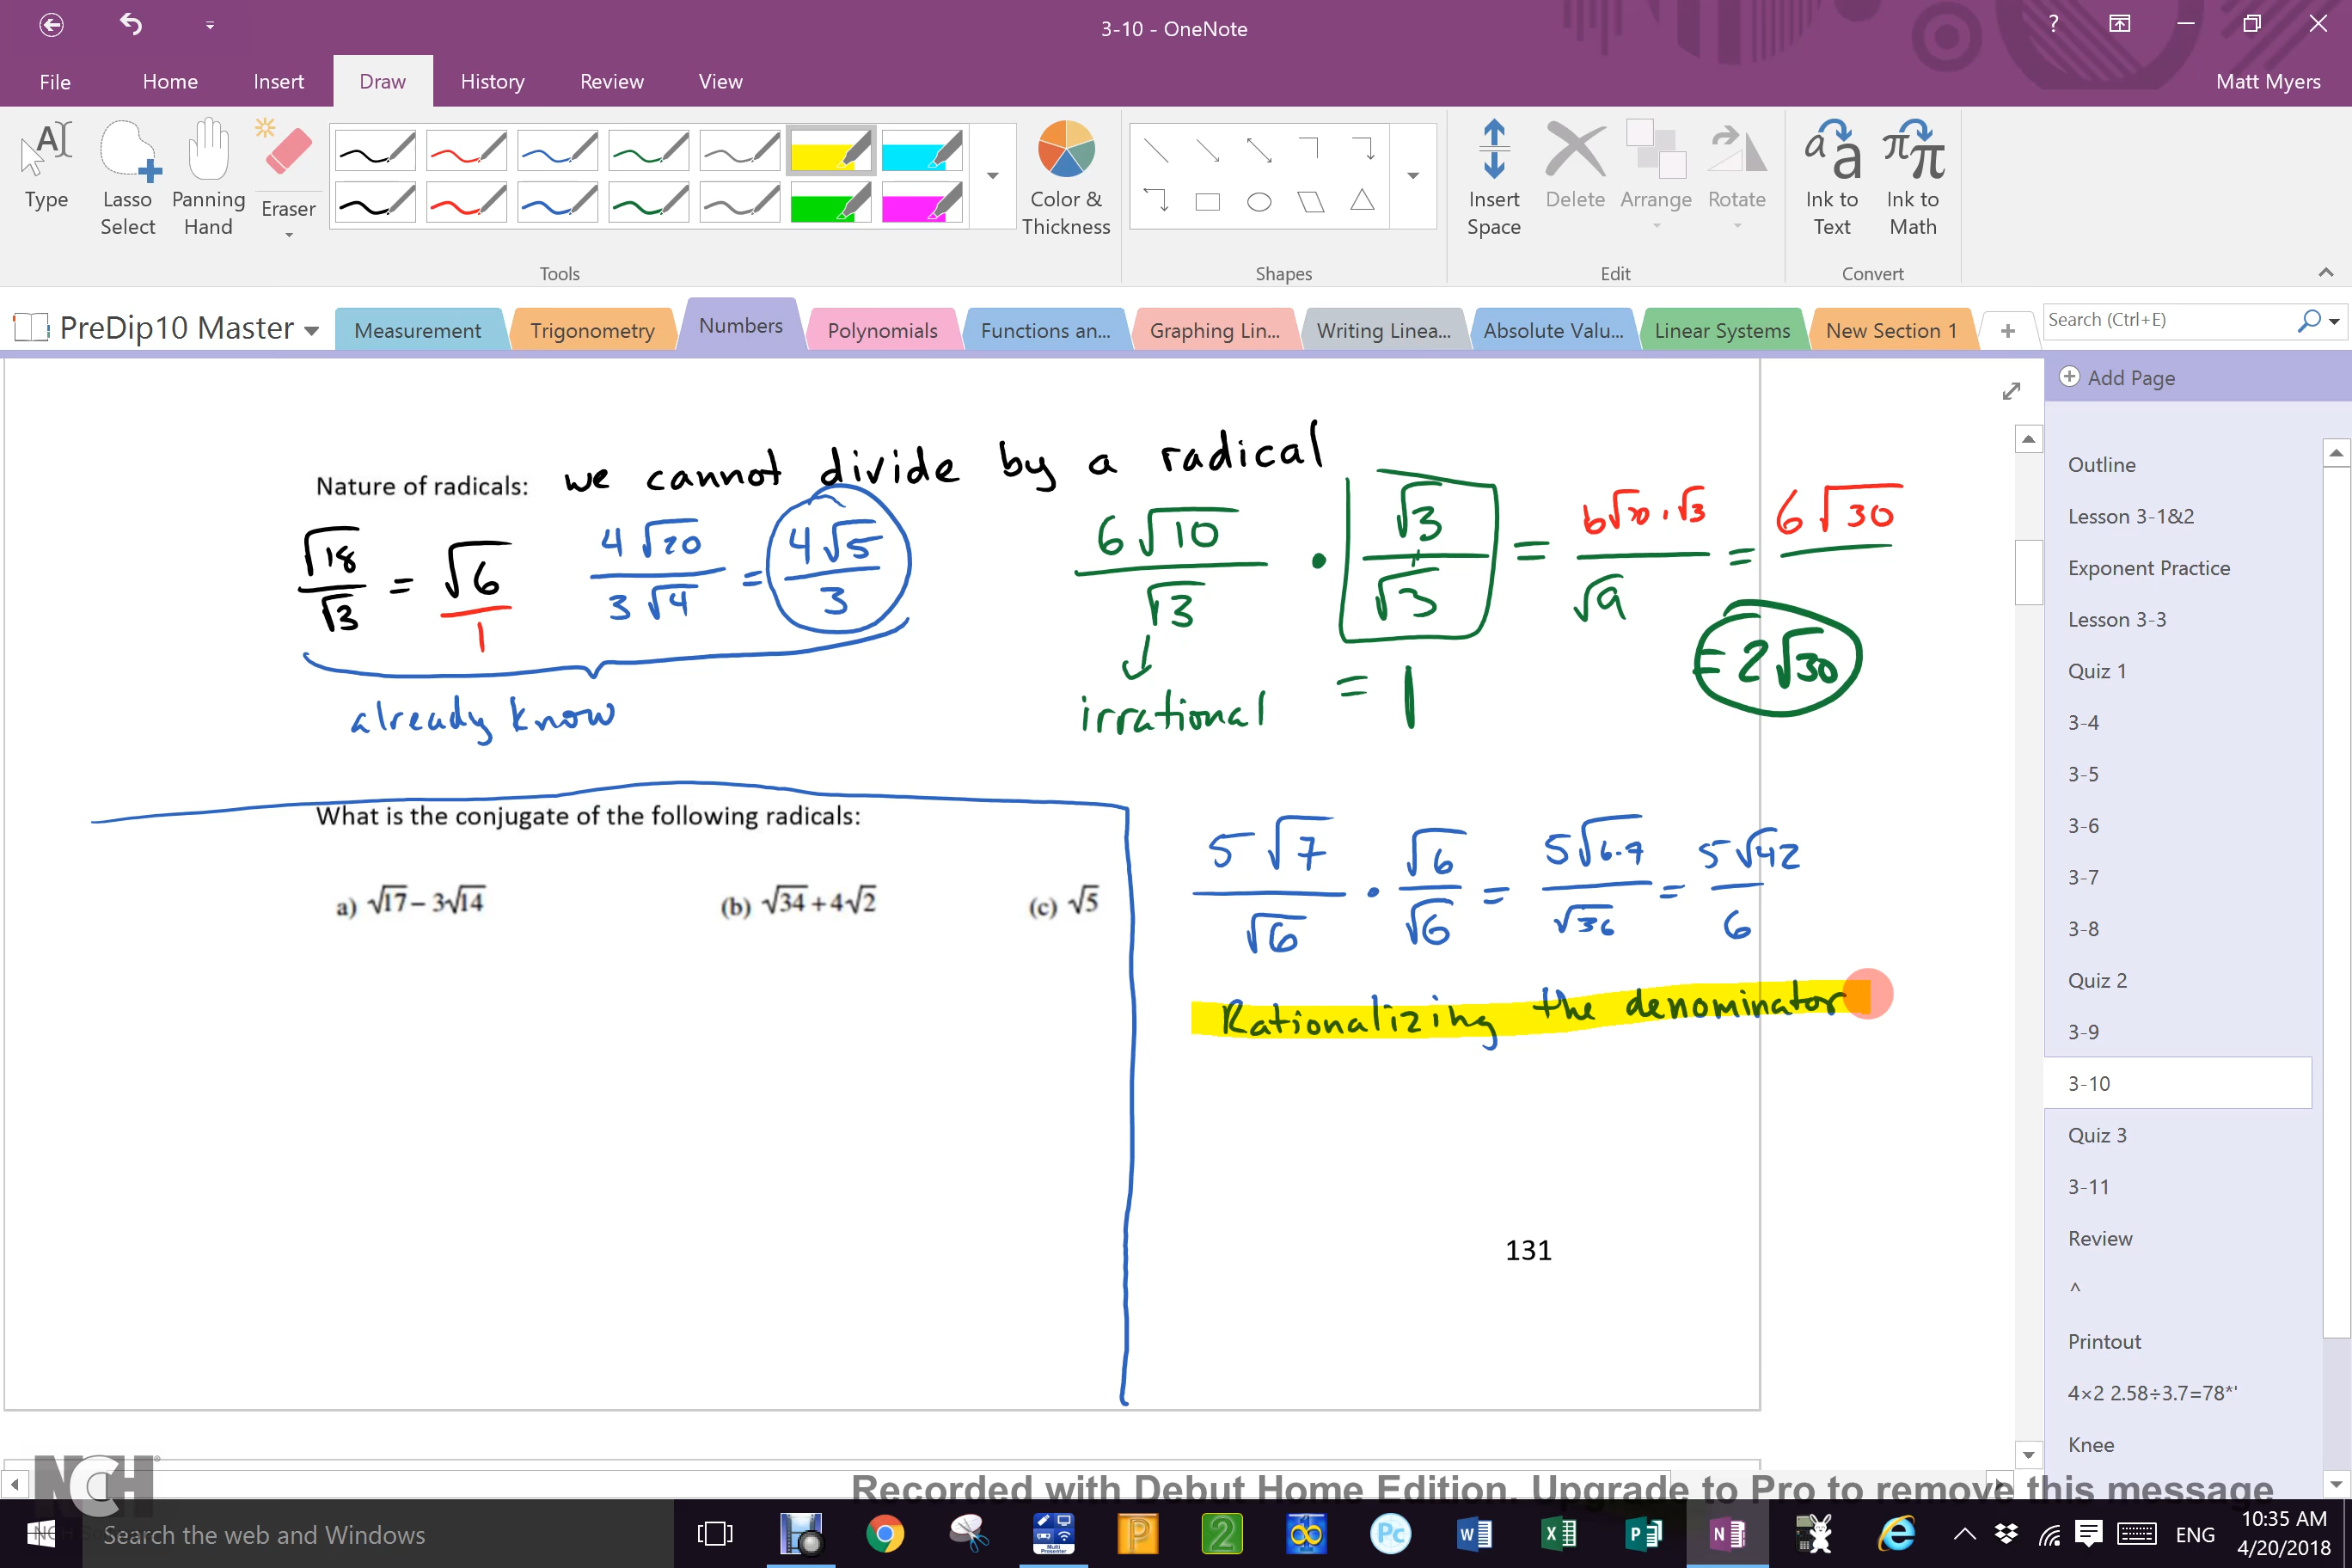 3-10 - OneNote
?
File Home Insert Draw History Review View
Matt Myers
Type
Lasso Select
Panning Hand
Eraser
Color & Thickness
Insert Space
Delete
Arrange
Rotate
Ink to Text
Ink to Math
Tools
Shapes
Edit
Convert
PreDip10 Master
Measurement
Trigonometry
Numbers
Polynomials
Functions an...
Graphing Lin...
Writing Linea...
Absolute Valu...
Linear Systems
New Section 1
+
Search (Ctrl+E)
Nature of radicals: we cannot divide by a radical
√18/√3 = √6/1
4√20/3√4 = 4√5/3
6√10/√3 · √3/√3 = 6√10·√3/√9 = 6√30
= 2√30
already know
irrational
= 1
What is the conjugate of the following radicals:
a) √17 – 3√14
(b) √34 + 4√2
(c) √5
5√7/√6 · √6/√6 = 5√6·7/√36 = 5√42/6
Rationalizing the denominator
131
Add Page
Outline
Lesson 3-1&2
Exponent Practice
Lesson 3-3
Quiz 1
3-4
3-5
3-6
3-7
3-8
Quiz 2
3-9
3-10
Quiz 3
3-11
Review
^
Printout
4×2 2.58÷3.7=78*'
Knee
NCH
Recorded with Debut Home Edition. Upgrade to Pro to remove this message
Search the web and Windows
ENG
10:35 AM
4/20/2018